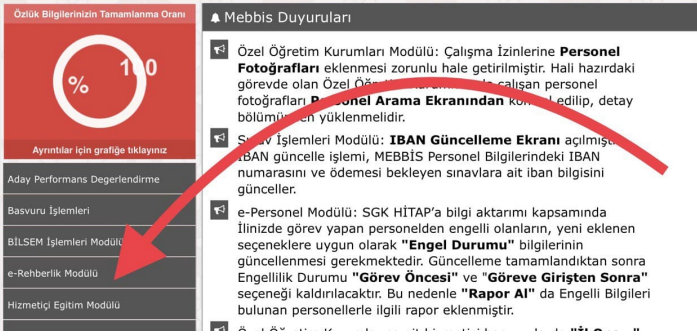 Özlük Bilgilerinizin Tamamlanma Oranı
% 100
Ayrıntılar için grafiğe tıklayınız
Aday Performans Degerlendirme
Basvuru İşlemleri
BİLSEM İşlemleri Modülü
e-Rehberlik Modülü
Hizmetiçi Egitim Modülü
Mebbis Duyuruları
Özel Öğretim Kurumları Modülü: Çalışma İzinlerine Personel
Fotoğrafları eklenmesi zorunlu hale getirilmiştir. Hali hazırdaki
görevde olan Özel Öğretim çalışan personel
fotoğrafları Personel Arama Ekranından edilip, detay
bölümünden yüklenmelidir.
Sınav İşlemleri Modülü: IBAN Güncelleme Ekranı
IBAN güncelle işlemi, MEBBİS Personel Bilgilerindeki IBAN
numarasını ve ödemesi bekleyen sınavlara ait iban bilgisini
günceller.
e-Personel Modülü: SGK HİTAP'a bilgi aktarımı kapsamında
İlinizde görev yapan personelden engelli olanların, yeni eklenen
seçeneklere uygun olarak "Engel Durumu" bilgilerinin
güncellenmesi gerekmektedir. Güncelleme tamamlandıktan sonra
Engellilik Durumu "Görev Öncesi" ve "Göreve Girişten Sonra"
seçeneği kaldırılacaktır. Bu nedenle "Rapor Al" da Engelli Bilgileri
bulunan personellerle ilgili rapor eklenmiştir.